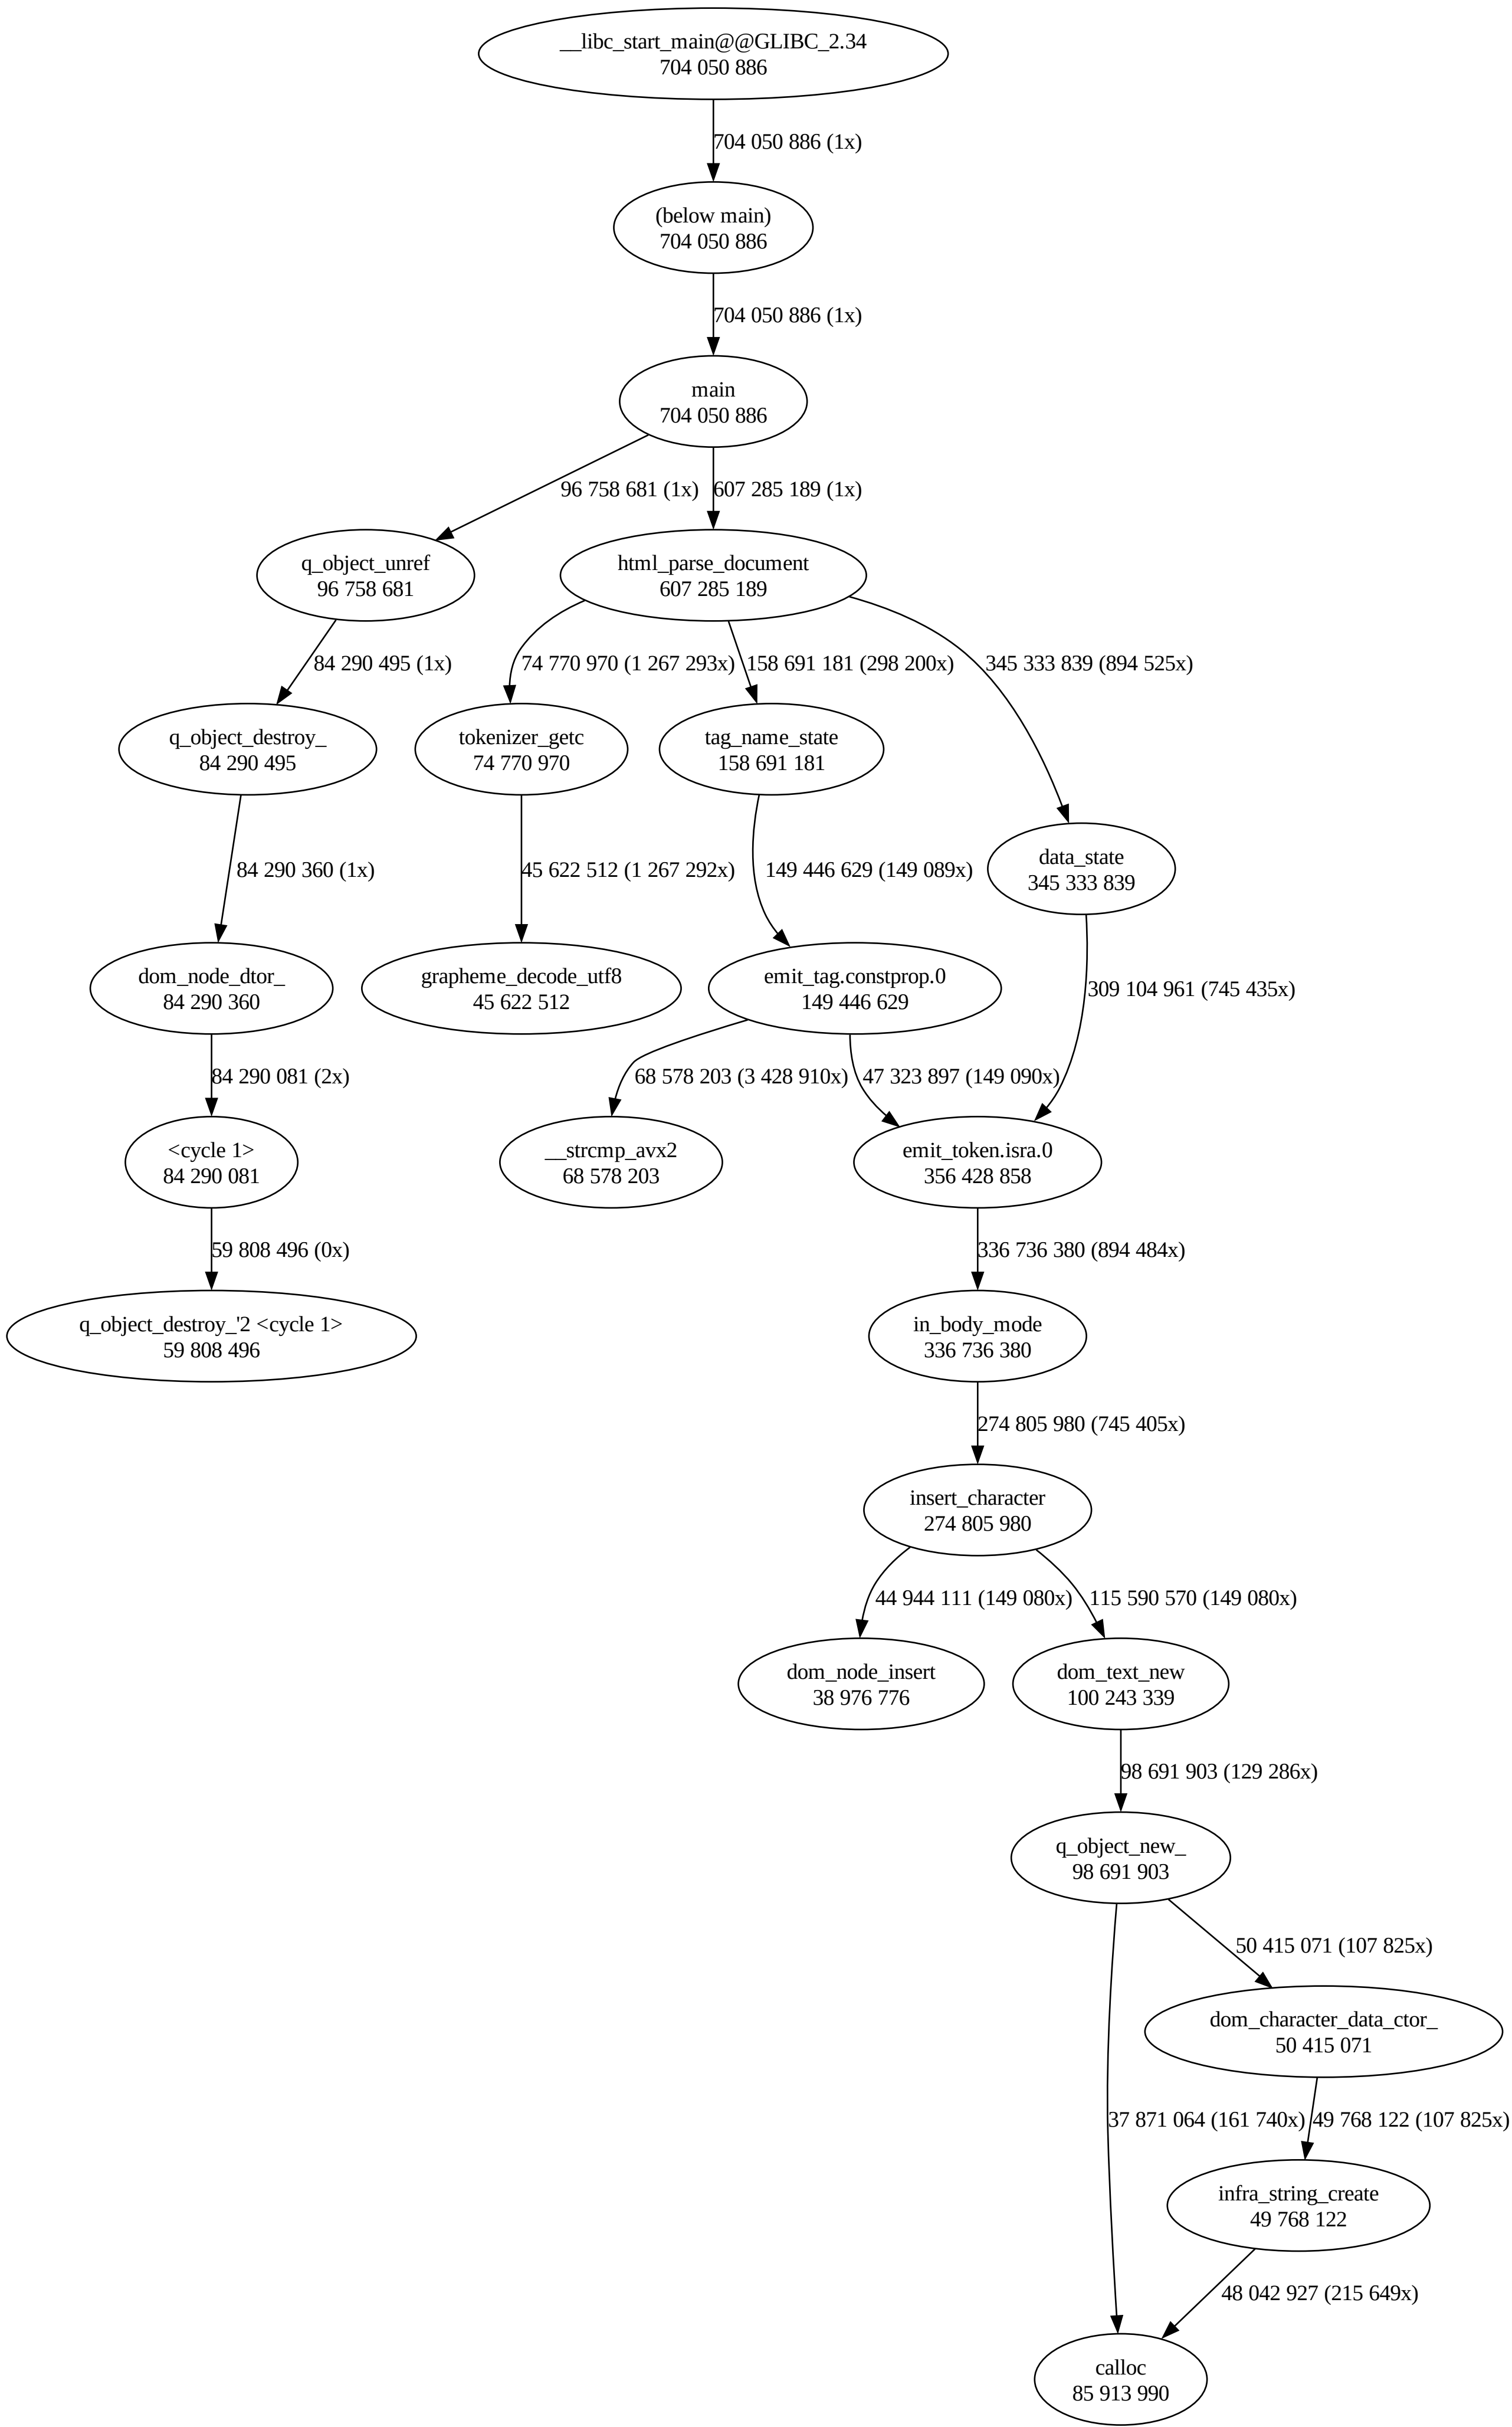 __libc_start_main@@GLIBC_2.34
704 050 886
704 050 886 (1x)
(below main)
704 050 886
704 050 886 (1x)
main
704 050 886
96 758 681 (1x)
607 285 189 (1x)
q_object_unref
96 758 681
html_parse_document
607 285 189
84 290 495 (1x)
74 770 970 (1 267 293x)
158 691 181 (298 200x)
345 333 839 (894 525x)
q_object_destroy_
84 290 495
tokenizer_getc
74 770 970
tag_name_state
158 691 181
data_state
345 333 839
84 290 360 (1x)
45 622 512 (1 267 292x)
149 446 629 (149 089x)
dom_node_dtor_
84 290 360
grapheme_decode_utf8
45 622 512
emit_tag.constprop.0
149 446 629
309 104 961 (745 435x)
84 290 081 (2x)
68 578 203 (3 428 910x)
47 323 897 (149 090x)
<cycle 1>
84 290 081
__strcmp_avx2
68 578 203
emit_token.isra.0
356 428 858
59 808 496 (0x)
336 736 380 (894 484x)
q_object_destroy_'2 <cycle 1>
59 808 496
in_body_mode
336 736 380
274 805 980 (745 405x)
insert_character
274 805 980
44 944 111 (149 080x)
115 590 570 (149 080x)
dom_node_insert
38 976 776
dom_text_new
100 243 339
98 691 903 (129 286x)
q_object_new_
98 691 903
50 415 071 (107 825x)
dom_character_data_ctor_
50 415 071
37 871 064 (161 740x)
49 768 122 (107 825x)
infra_string_create
49 768 122
48 042 927 (215 649x)
calloc
85 913 990